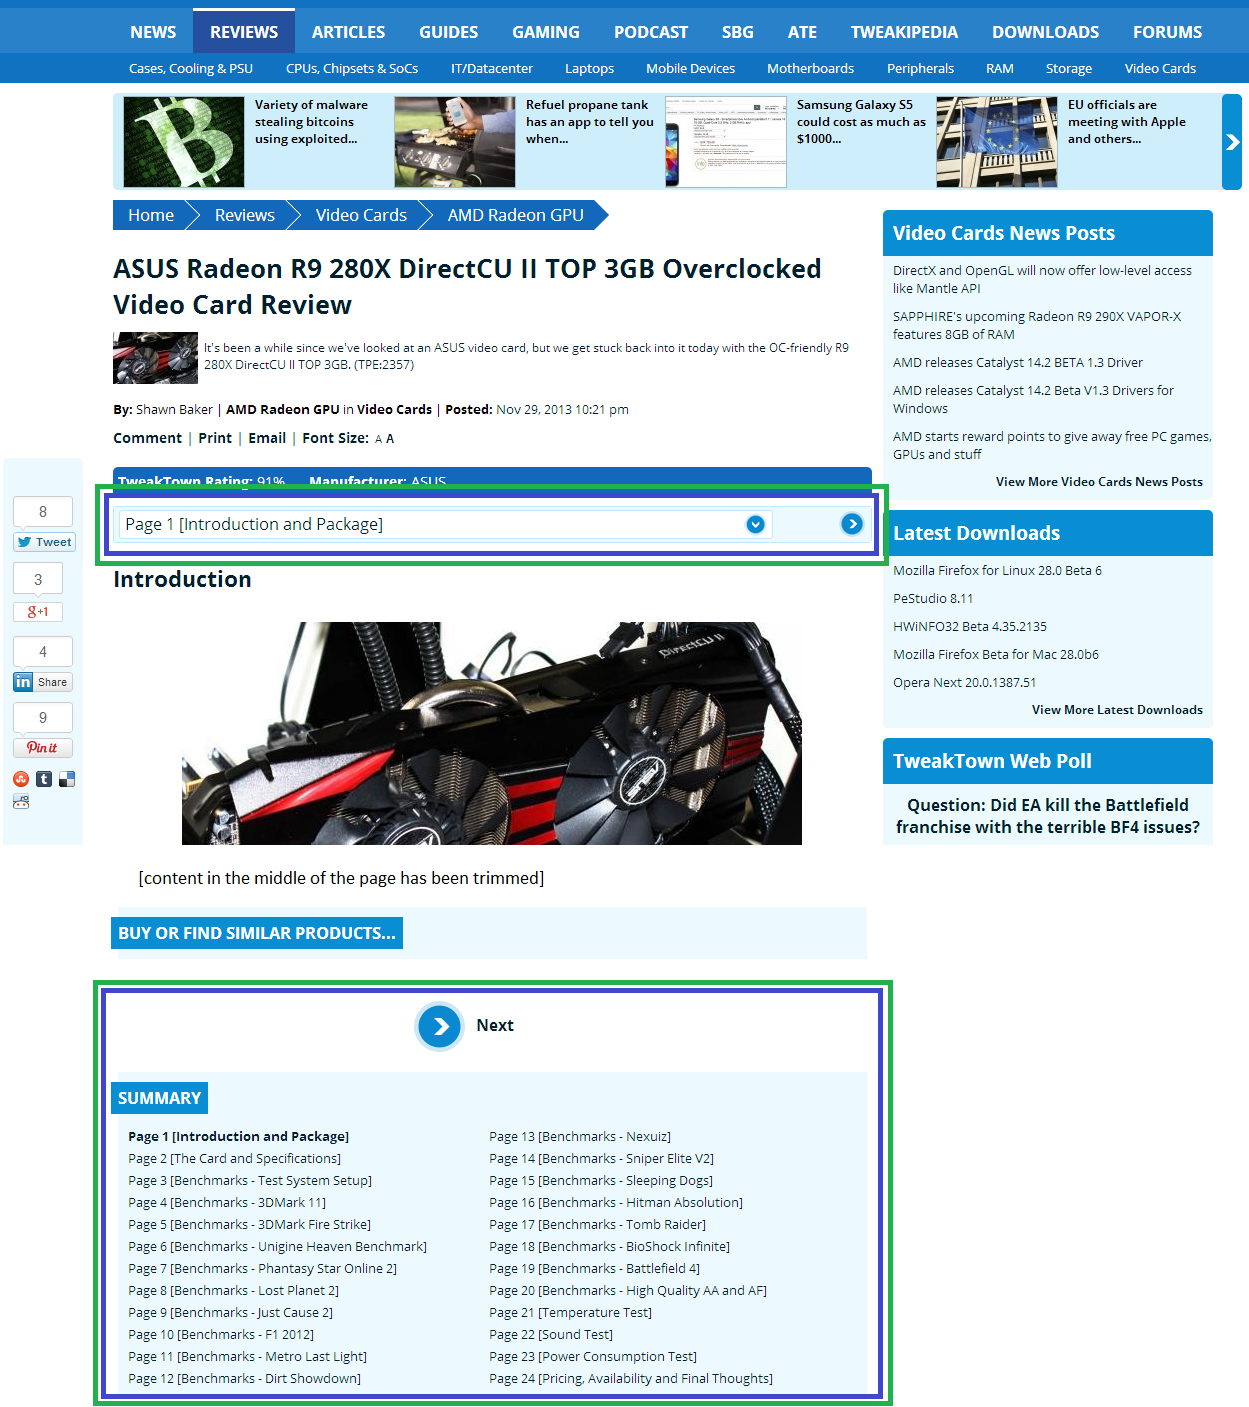 NEWS REVIEWS ARTICLES GUIDES GAMING PODCAST SBG ATE TWEAKIPEDIA DOWNLOADS FORUMS
Cases, Cooling & PSU CPUs, Chipsets & SoCs IT/Datacenter Laptops Mobile Devices Motherboards Peripherals RAM Storage Video Cards
Variety of malware
stealing bitcoins
using exploited...
Refuel propane tank
has an app to tell you
when...
Samsung Galaxy S5
could cost as much as
$1000...
EU officials are
meeting with Apple
and others...
Home Reviews Video Cards AMD Radeon GPU
ASUS Radeon R9 280X DirectCU II TOP 3GB Overclocked
Video Card Review
It's been a while since we've looked at an ASUS video card, but we get stuck back into it today with the OC-friendly R9
280X DirectCU II TOP 3GB. (TPE:2357)
By: Shawn Baker | AMD Radeon GPU in Video Cards | Posted: Nov 29, 2013 10:21 pm
Comment | Print | Email | Font Size: A A
TweakTown Rating: 91% Manufacturer: ASUS
Page 1 [Introduction and Package]
Introduction
DirectCU II
[content in the middle of the page has been trimmed]
BUY OR FIND SIMILAR PRODUCTS...
Next
SUMMARY
Page 1 [Introduction and Package]
Page 2 [The Card and Specifications]
Page 3 [Benchmarks - Test System Setup]
Page 4 [Benchmarks - 3DMark 11]
Page 5 [Benchmarks - 3DMark Fire Strike]
Page 6 [Benchmarks - Unigine Heaven Benchmark]
Page 7 [Benchmarks - Phantasy Star Online 2]
Page 8 [Benchmarks - Lost Planet 2]
Page 9 [Benchmarks - Just Cause 2]
Page 10 [Benchmarks - F1 2012]
Page 11 [Benchmarks - Metro Last Light]
Page 12 [Benchmarks - Dirt Showdown]
Page 13 [Benchmarks - Nexuiz]
Page 14 [Benchmarks - Sniper Elite V2]
Page 15 [Benchmarks - Sleeping Dogs]
Page 16 [Benchmarks - Hitman Absolution]
Page 17 [Benchmarks - Tomb Raider]
Page 18 [Benchmarks - BioShock Infinite]
Page 19 [Benchmarks - Battlefield 4]
Page 20 [Benchmarks - High Quality AA and AF]
Page 21 [Temperature Test]
Page 22 [Sound Test]
Page 23 [Power Consumption Test]
Page 24 [Pricing, Availability and Final Thoughts]
8
Tweet
3
g+1
4
in Share
9
Pin it
Video Cards News Posts
DirectX and OpenGL will now offer low-level access
like Mantle API
SAPPHIRE's upcoming Radeon R9 290X VAPOR-X
features 8GB of RAM
AMD releases Catalyst 14.2 BETA 1.3 Driver
AMD releases Catalyst 14.2 Beta V1.3 Drivers for
Windows
AMD starts reward points to give away free PC games,
GPUs and stuff
View More Video Cards News Posts
Latest Downloads
Mozilla Firefox for Linux 28.0 Beta 6
PeStudio 8.11
HWiNFO32 Beta 4.35.2135
Mozilla Firefox Beta for Mac 28.0b6
Opera Next 20.0.1387.51
View More Latest Downloads
TweakTown Web Poll
Question: Did EA kill the Battlefield
franchise with the terrible BF4 issues?